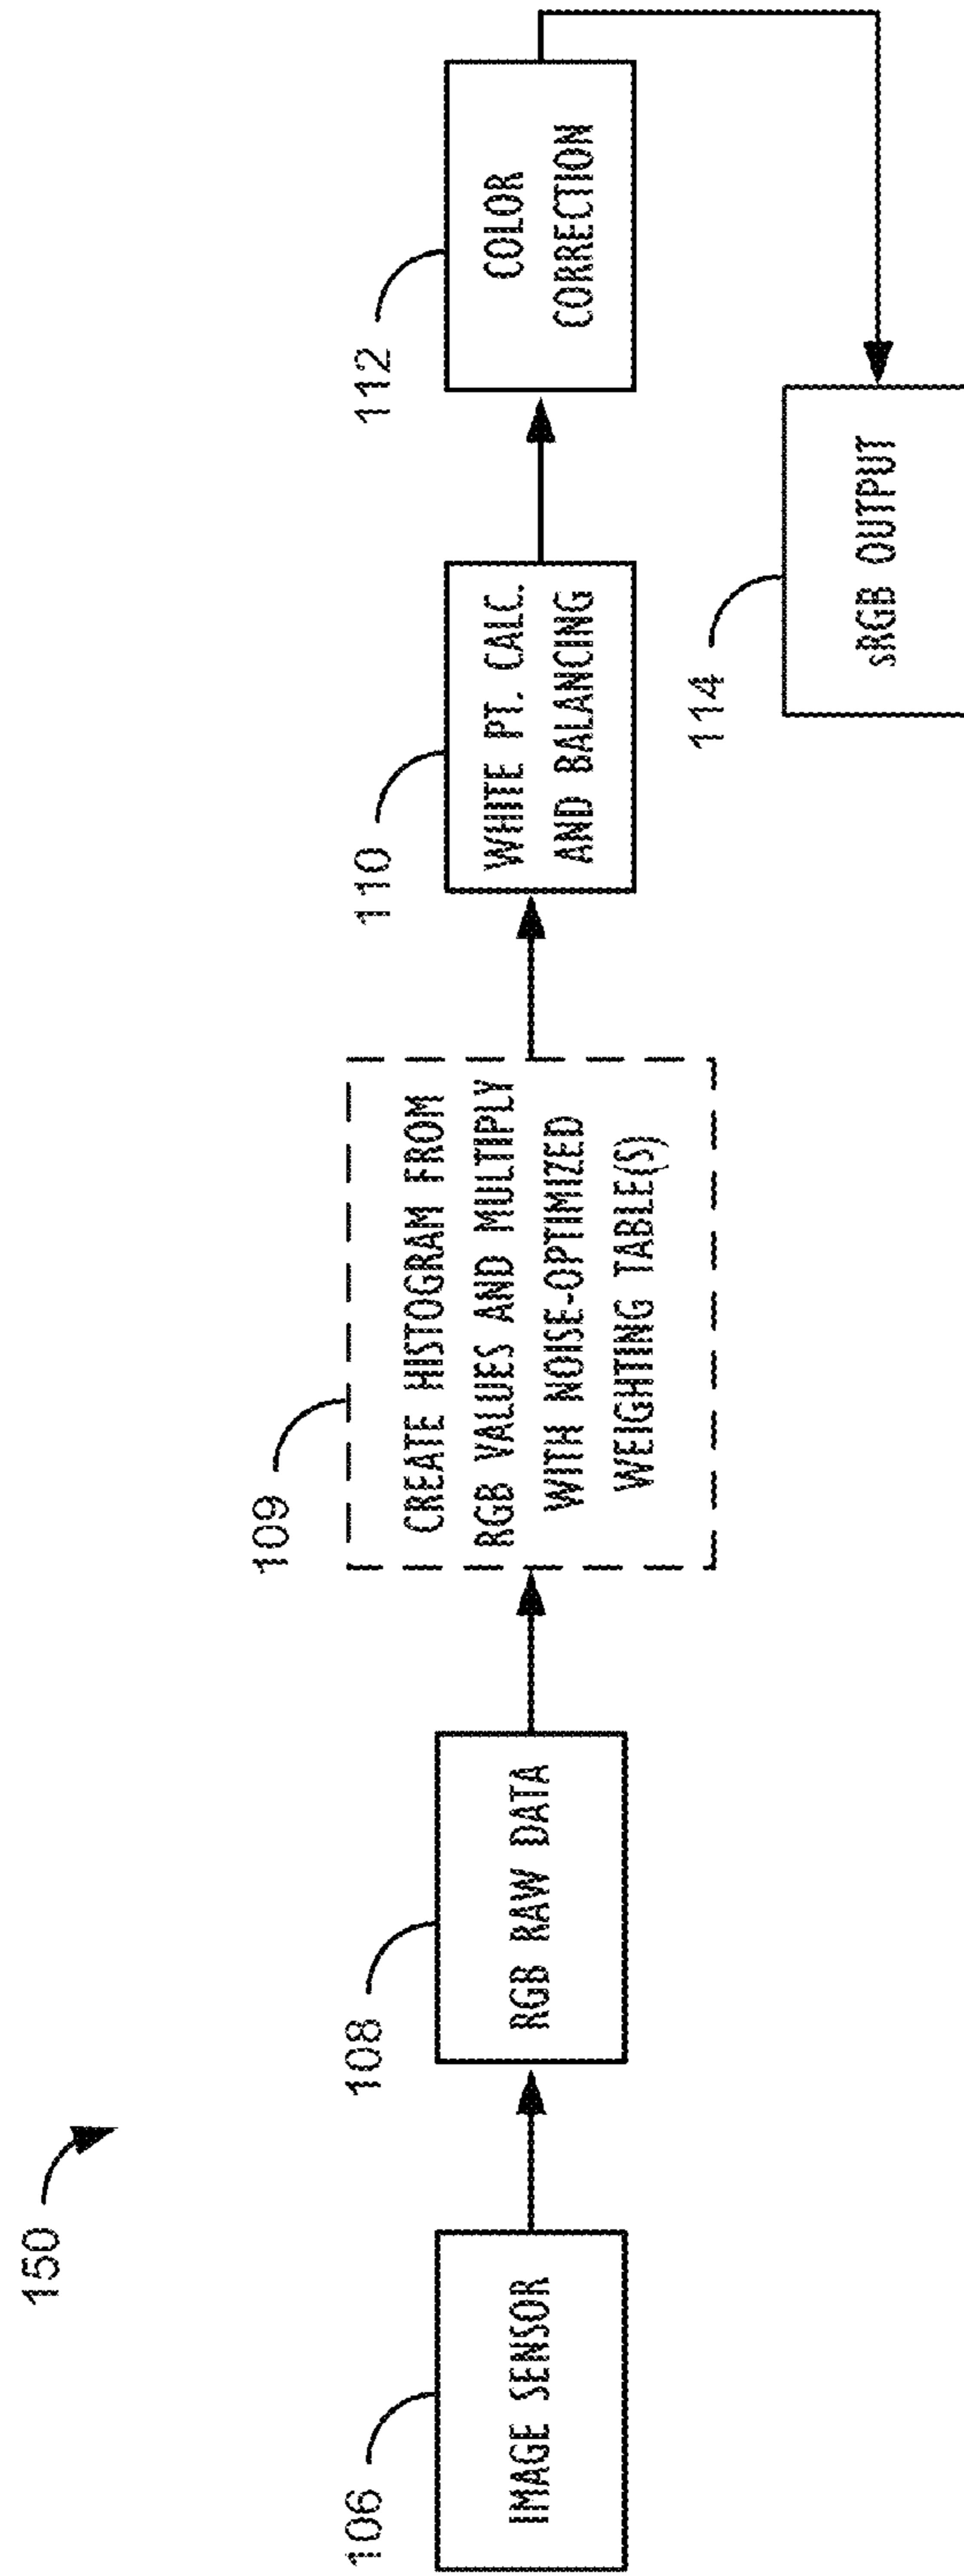 150
106
IMAGE SENSOR
108
RGB RAW DATA
109
CREATE HISTOGRAM FROM
RGB VALUES AND MULTIPLY
WITH NOISE-OPTIMIZED
WEIGHTING TABLE(S)
110
WHITE PT. CALC.
AND BALANCING
112
COLOR
CORRECTION
114
sRGB OUTPUT